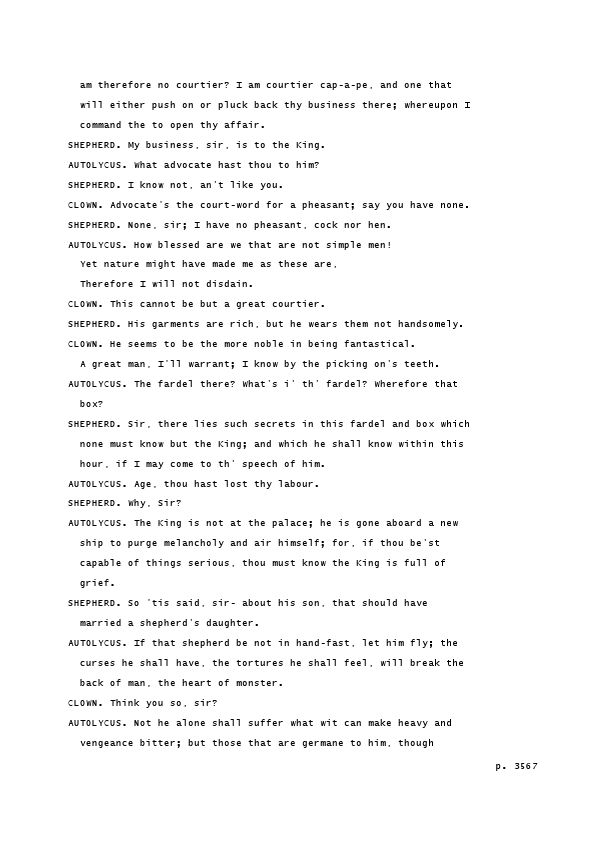 am therefore no courtier? I am courtier cap-a-pe, and one that
will either push on or pluck back thy business there; whereupon I
command the to open thy affair.
SHEPHERD. My business, sir, is to the King.
AUTOLYCUS. What advocate hast thou to him?
SHEPHERD. I know not, an't like you.
CLOWN. Advocate's the court-word for a pheasant; say you have none.
SHEPHERD. None, sir; I have no pheasant, cock nor hen.
AUTOLYCUS. How blessed are we that are not simple men!
Yet nature might have made me as these are,
Therefore I will not disdain.
CLOWN. This cannot be but a great courtier.
SHEPHERD. His garments are rich, but he wears them not handsomely.
CLOWN. He seems to be the more noble in being fantastical.
A great man, I'll warrant; I know by the picking on's teeth.
AUTOLYCUS. The fardel there? What's i' th' fardel? Wherefore that
box?
SHEPHERD. Sir, there lies such secrets in this fardel and box which
none must know but the King; and which he shall know within this
hour, if I may come to th' speech of him.
AUTOLYCUS. Age, thou hast lost thy labour.
SHEPHERD. Why, Sir?
AUTOLYCUS. The King is not at the palace; he is gone aboard a new
ship to purge melancholy and air himself; for, if thou be'st
capable of things serious, thou must know the King is full of
grief.
SHEPHERD. So 'tis said, sir- about his son, that should have
married a shepherd's daughter.
AUTOLYCUS. If that shepherd be not in hand-fast, let him fly; the
curses he shall have, the tortures he shall feel, will break the
back of man, the heart of monster.
CLOWN. Think you so, sir?
AUTOLYCUS. Not he alone shall suffer what wit can make heavy and
vengeance bitter; but those that are germane to him, though
p. 3567